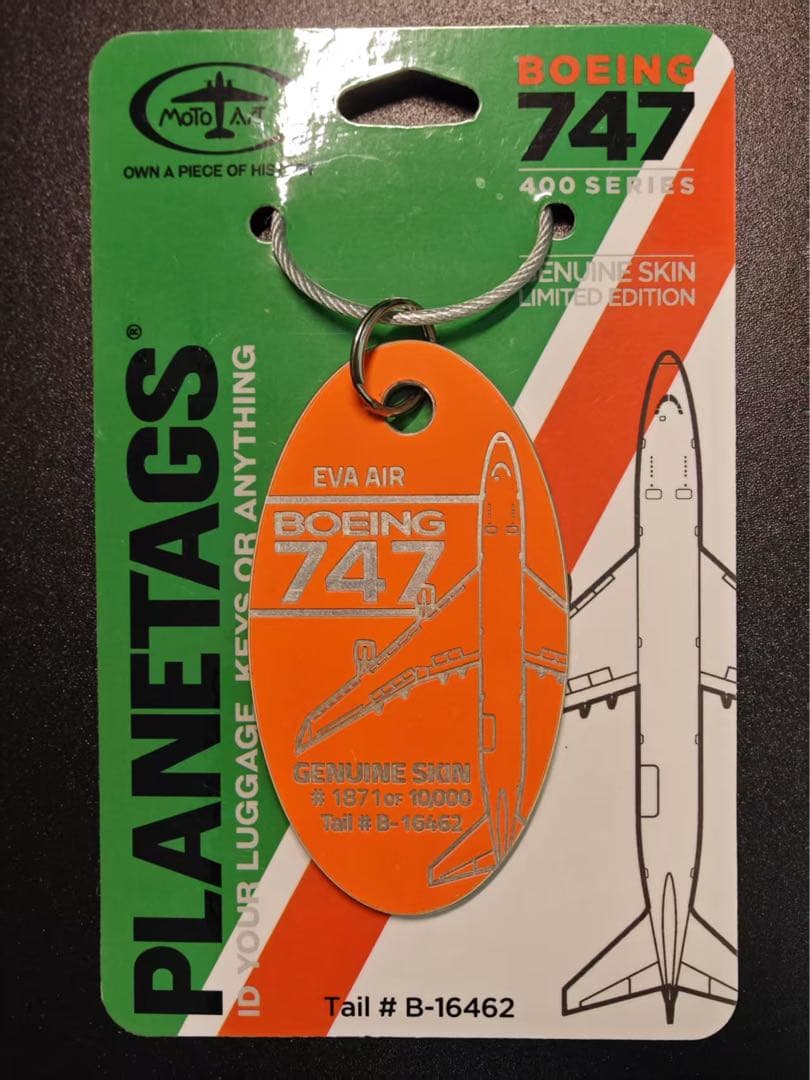 MOTO ART
OWN A PIECE OF HISTORY
BOEING
747
400 SERIES
GENUINE SKIN
LIMITED EDITION
PLANETAGS®
ID YOUR LUGGAGE, KEYS OR ANYTHING
EVA AIR
BOEING
747
GENUINE SKIN
# 1871 OF 10,000
Tail # B-16462
Tail # B-16462